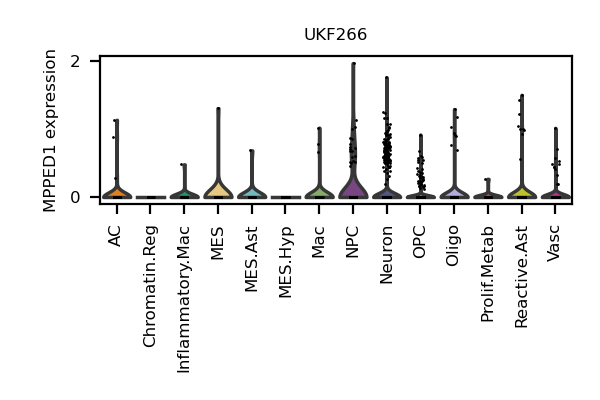 UKF266
MPPED1 expression
2
0
AC
Chromatin.Reg
Inflammatory.Mac
MES
MES.Ast
MES.Hyp
Mac
NPC
Neuron
OPC
Oligo
Prolif.Metab
Reactive.Ast
Vasc